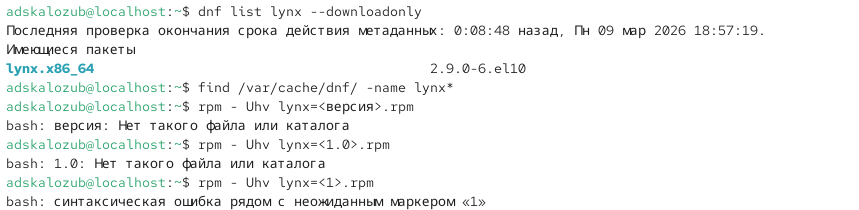 adskalozub@localhost:~$ dnf list lynx --downloadonly
Последняя проверка окончания срока действия метаданных: 0:08:48 назад, Пн 09 мар 2026 18:57:19.
Имеющиеся пакеты
lynx.x86_64 2.9.0-6.el10
adskalozub@localhost:~$ find /var/cache/dnf/ -name lynx*
adskalozub@localhost:~$ rpm - Uhv lynx=<версия>.rpm
bash: версия: Нет такого файла или каталога
adskalozub@localhost:~$ rpm - Uhv lynx=<1.0>.rpm
bash: 1.0: Нет такого файла или каталога
adskalozub@localhost:~$ rpm - Uhv lynx=<1>.rpm
bash: синтаксическая ошибка рядом с неожиданным маркером «1»